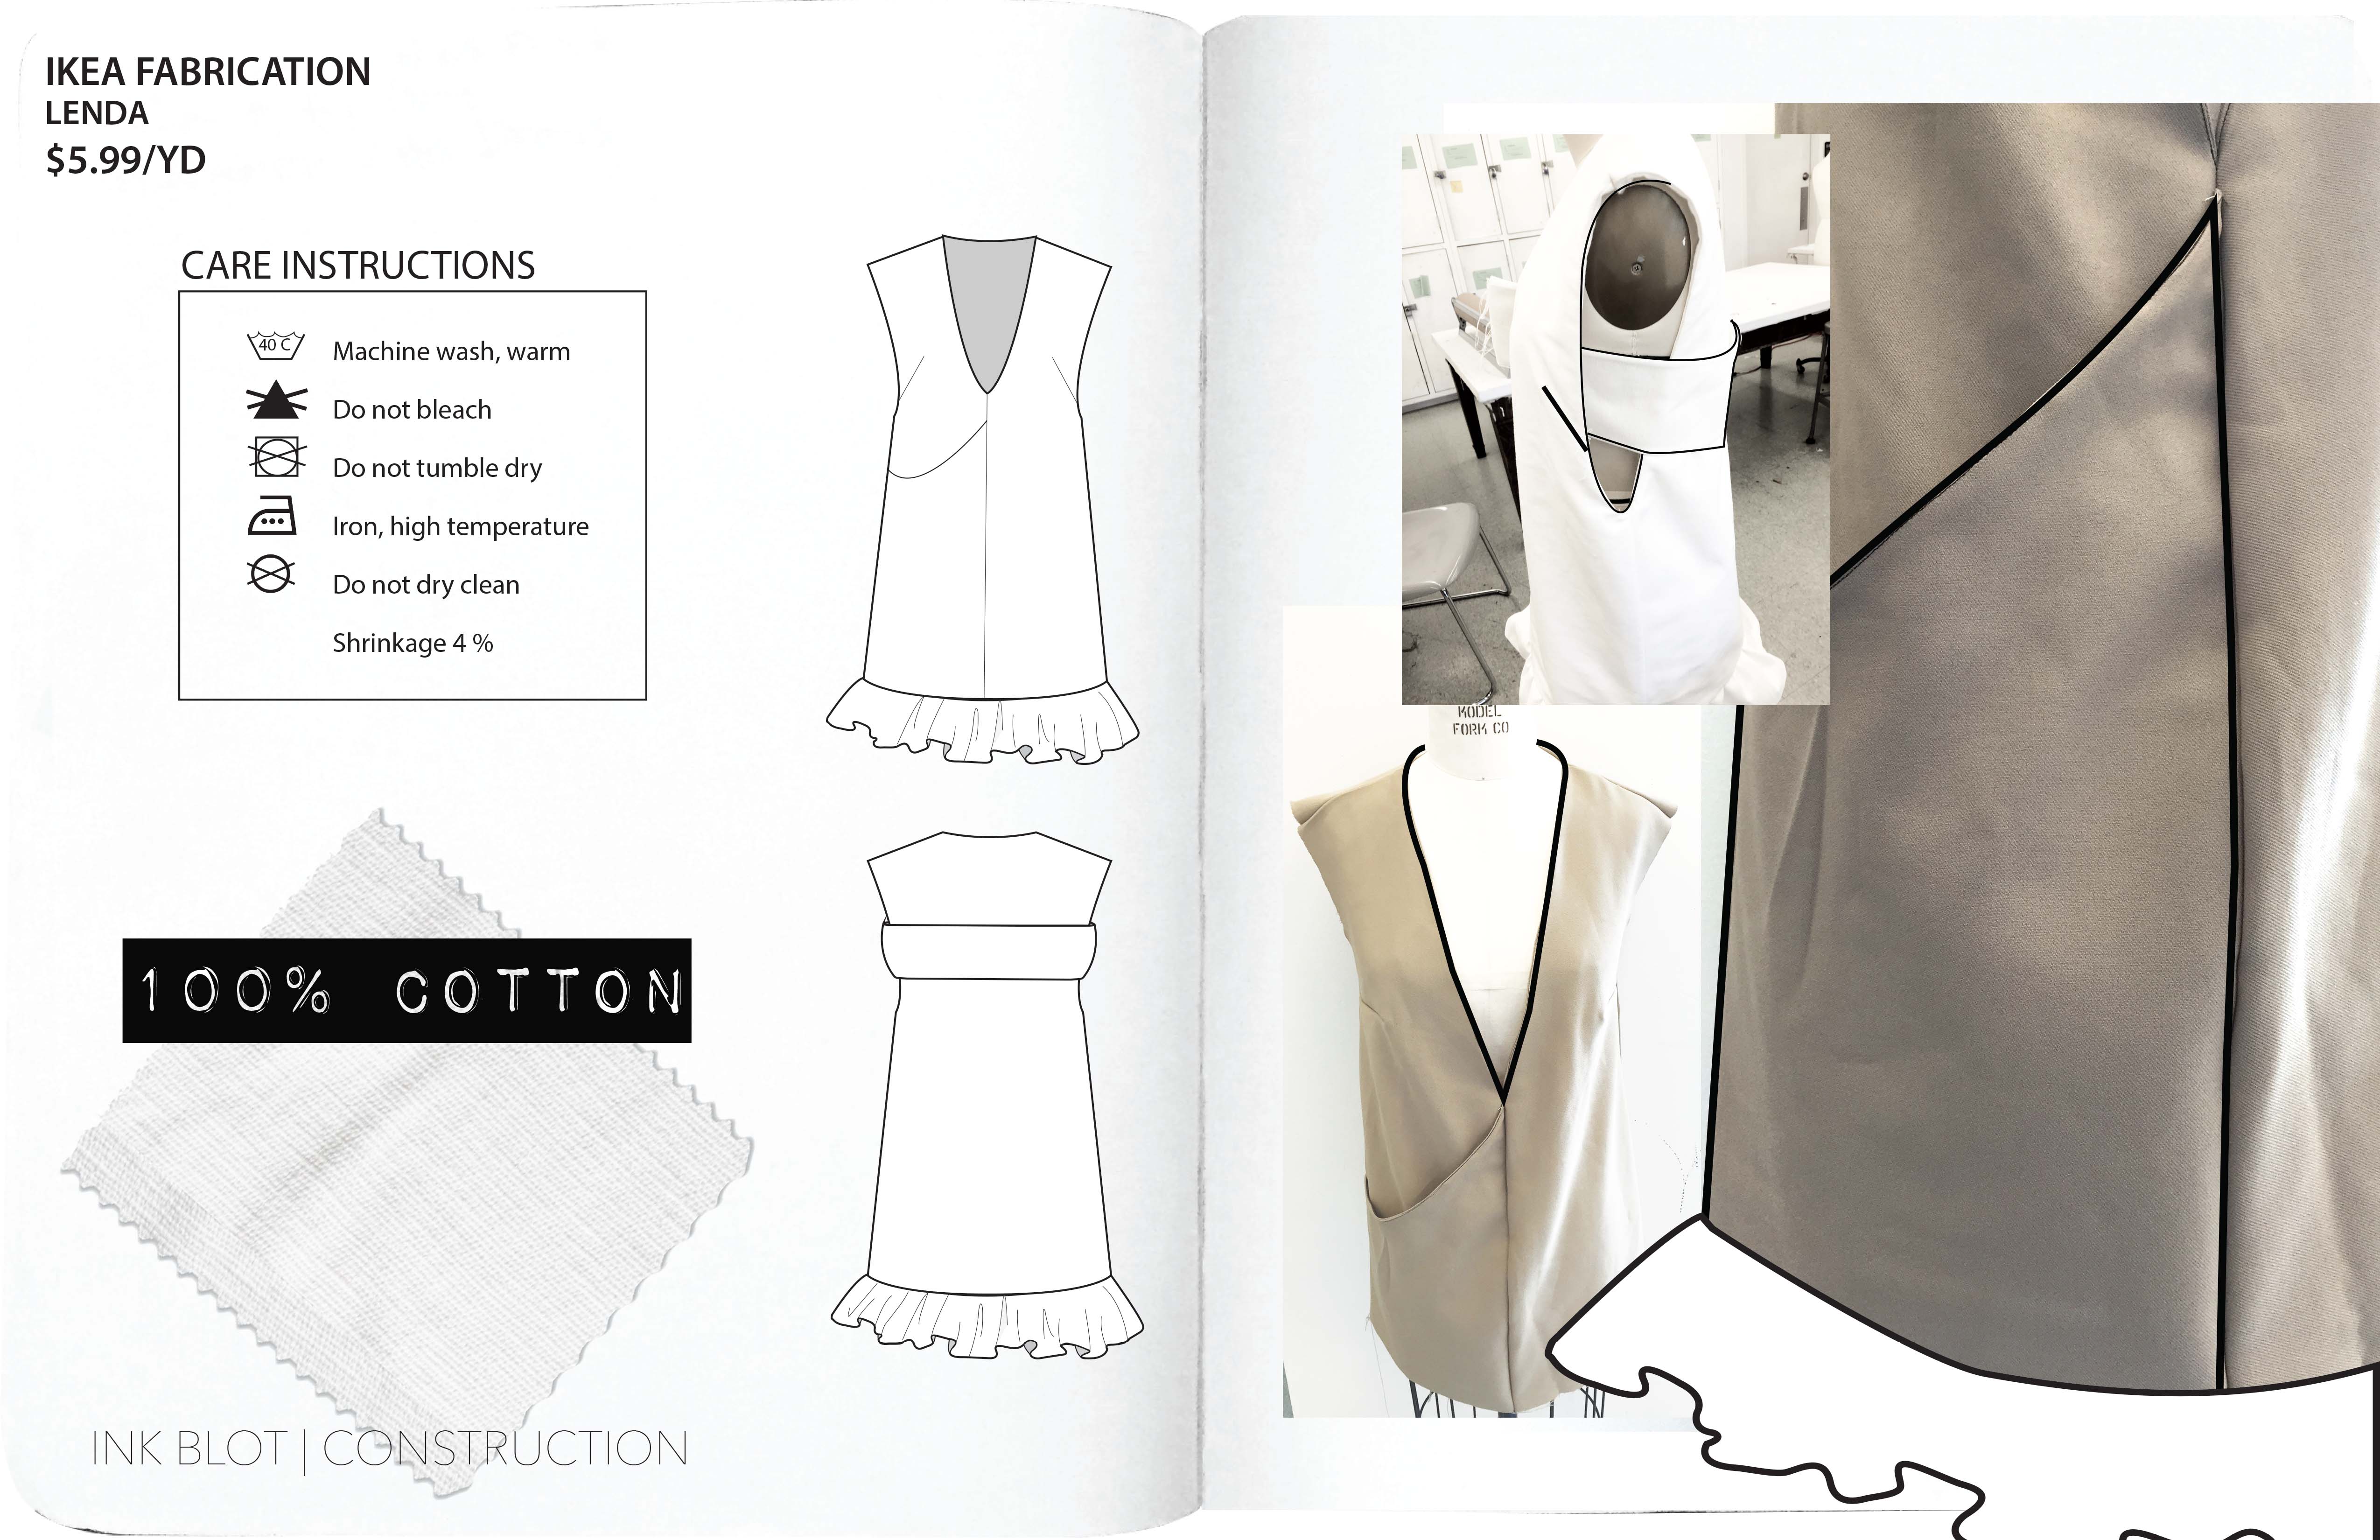 IKEA FABRICATION
LENDA
$5.99/YD
CARE INSTRUCTIONS
40 C Machine wash, warm
Do not bleach
Do not tumble dry
Iron, high temperature
Do not dry clean
Shrinkage 4 %
100% COTTON
INK BLOT | CONSTRUCTION
MODEL
FORM CO